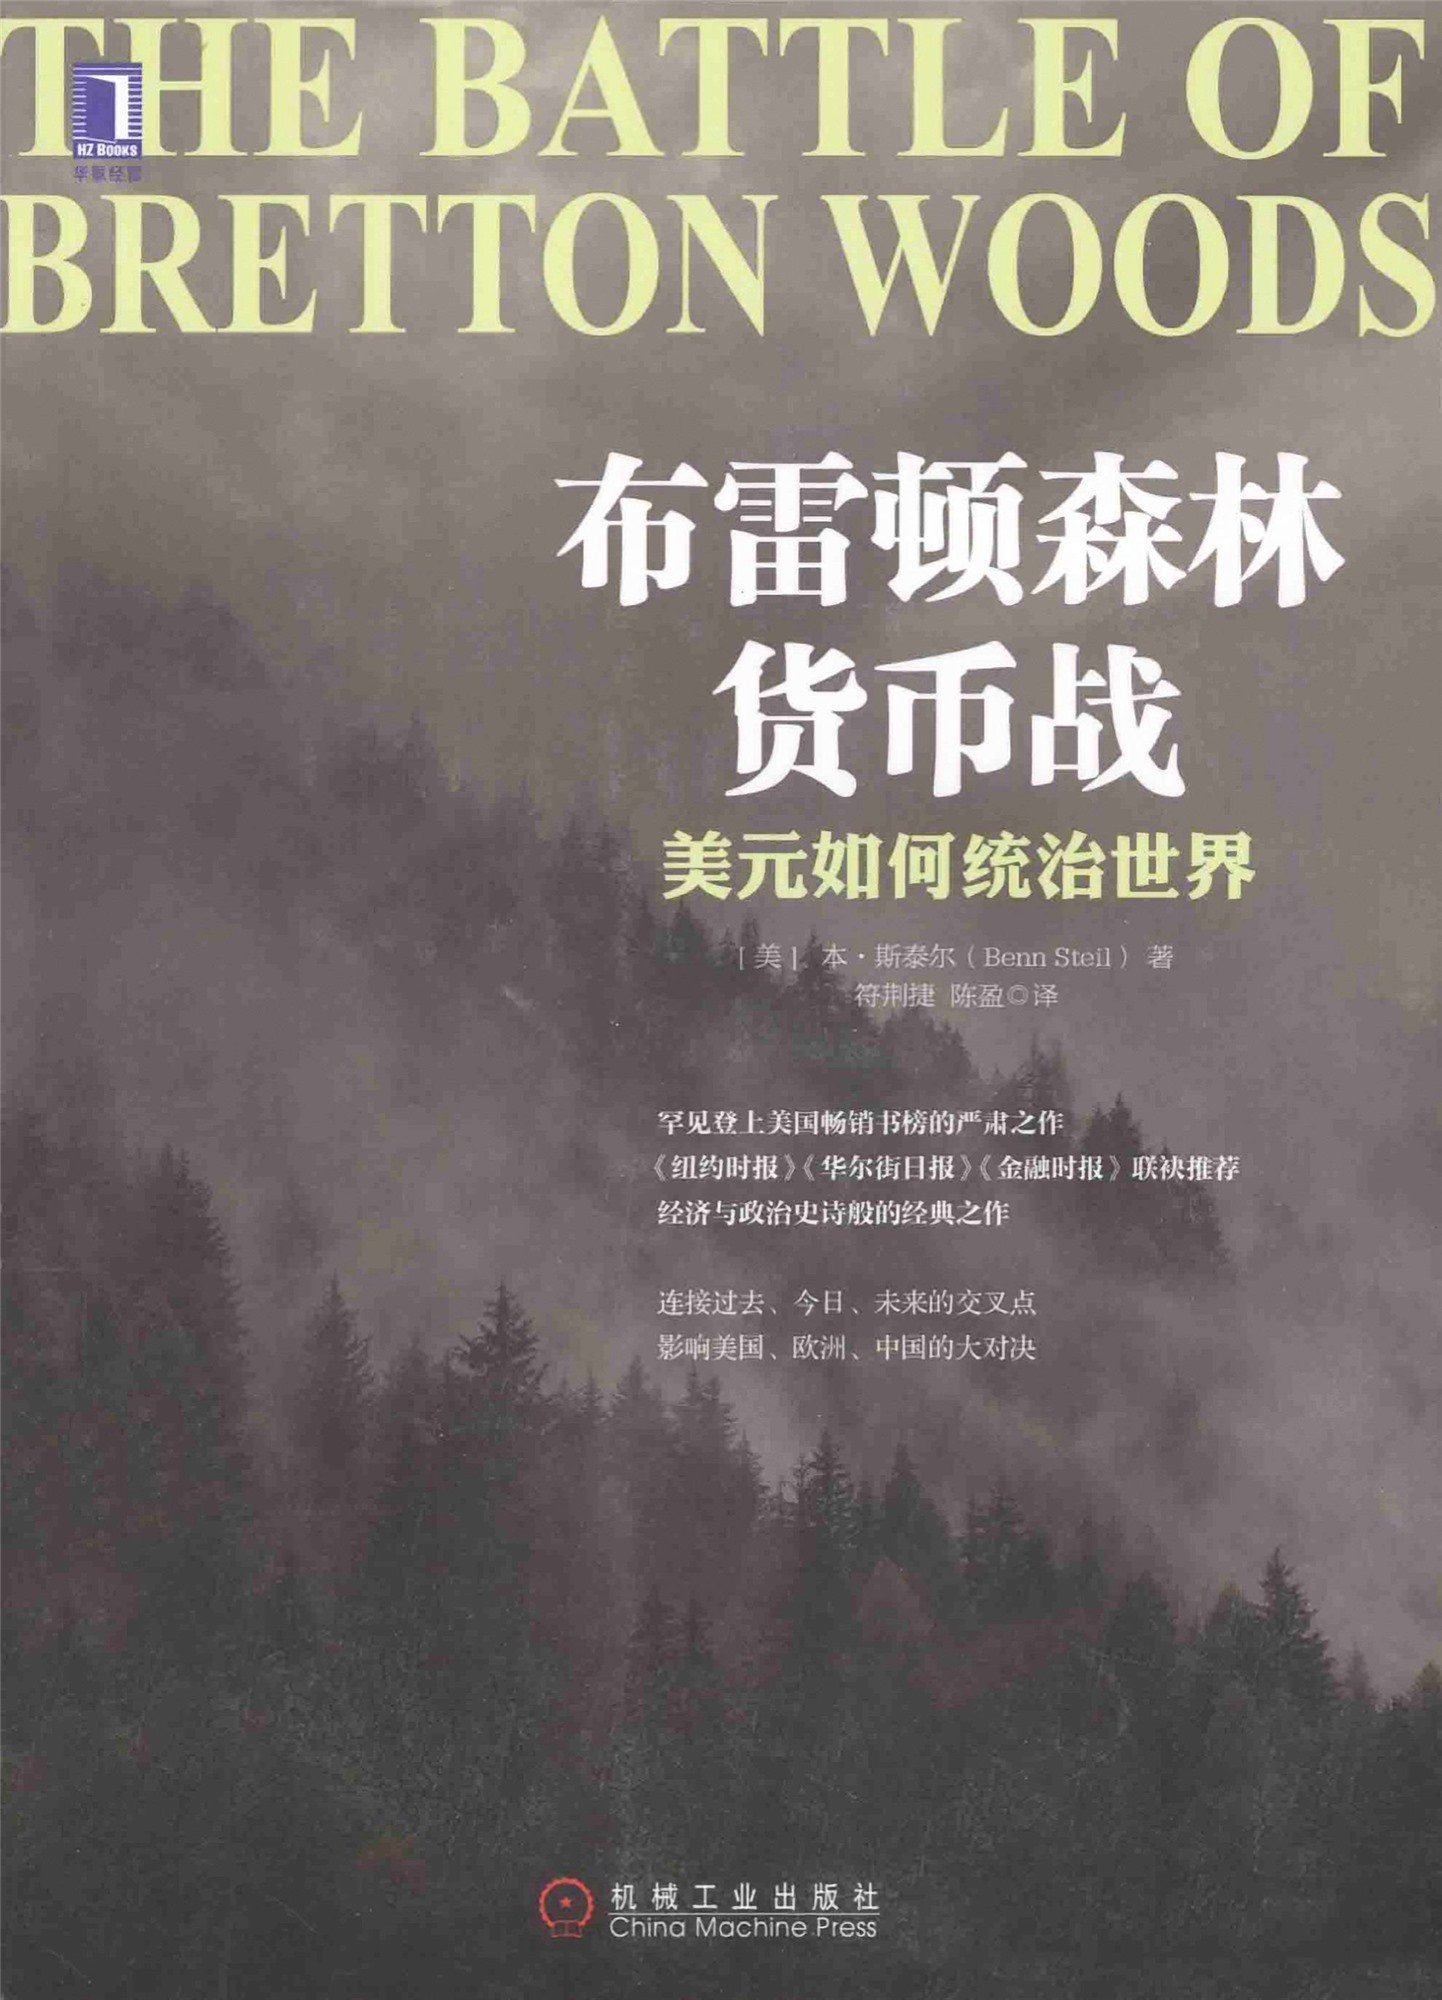 THE BATTLE OF
BRETTON WOODS
HZ BOOKS
华章经管
布雷顿森林
货币战
美元如何统治世界
[美] 本·斯泰尔(Benn Steil) 著
符荆捷 陈盈◎译
罕见登上美国畅销书榜的严肃之作
《纽约时报》《华尔街日报》《金融时报》联袂推荐
经济与政治史诗般的经典之作
连接过去、今日、未来的交叉点
影响美国、欧洲、中国的大对决
机械工业出版社
China Machine Press